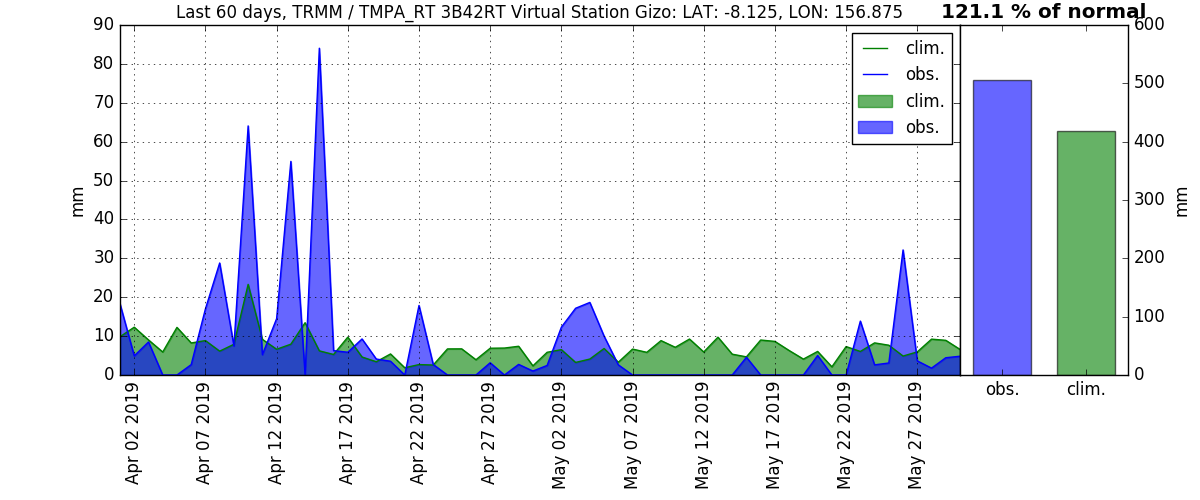 Last 60 days, TRMM / TMPA_RT 3B42RT Virtual Station Gizo: LAT: -8.125, LON: 156.875
121.1 % of normal
90
80
70
60
50
40
30
20
10
0
mm
clim.
obs.
clim.
obs.
600
500
400
300
200
100
0
mm
Apr 02 2019
Apr 07 2019
Apr 12 2019
Apr 17 2019
Apr 22 2019
Apr 27 2019
May 02 2019
May 07 2019
May 12 2019
May 17 2019
May 22 2019
May 27 2019
obs.
clim.